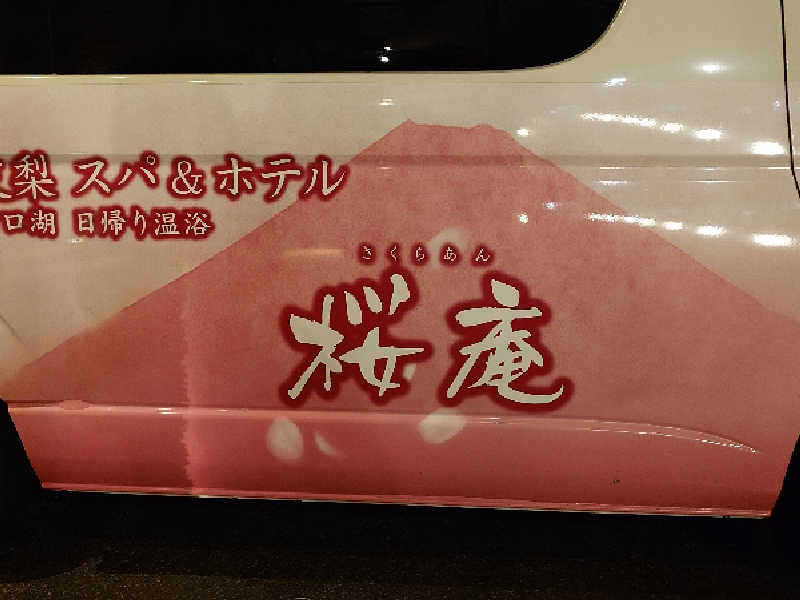 梨 スパ&ホテル
口湖 日帰り温浴
さくらあん
桜庵